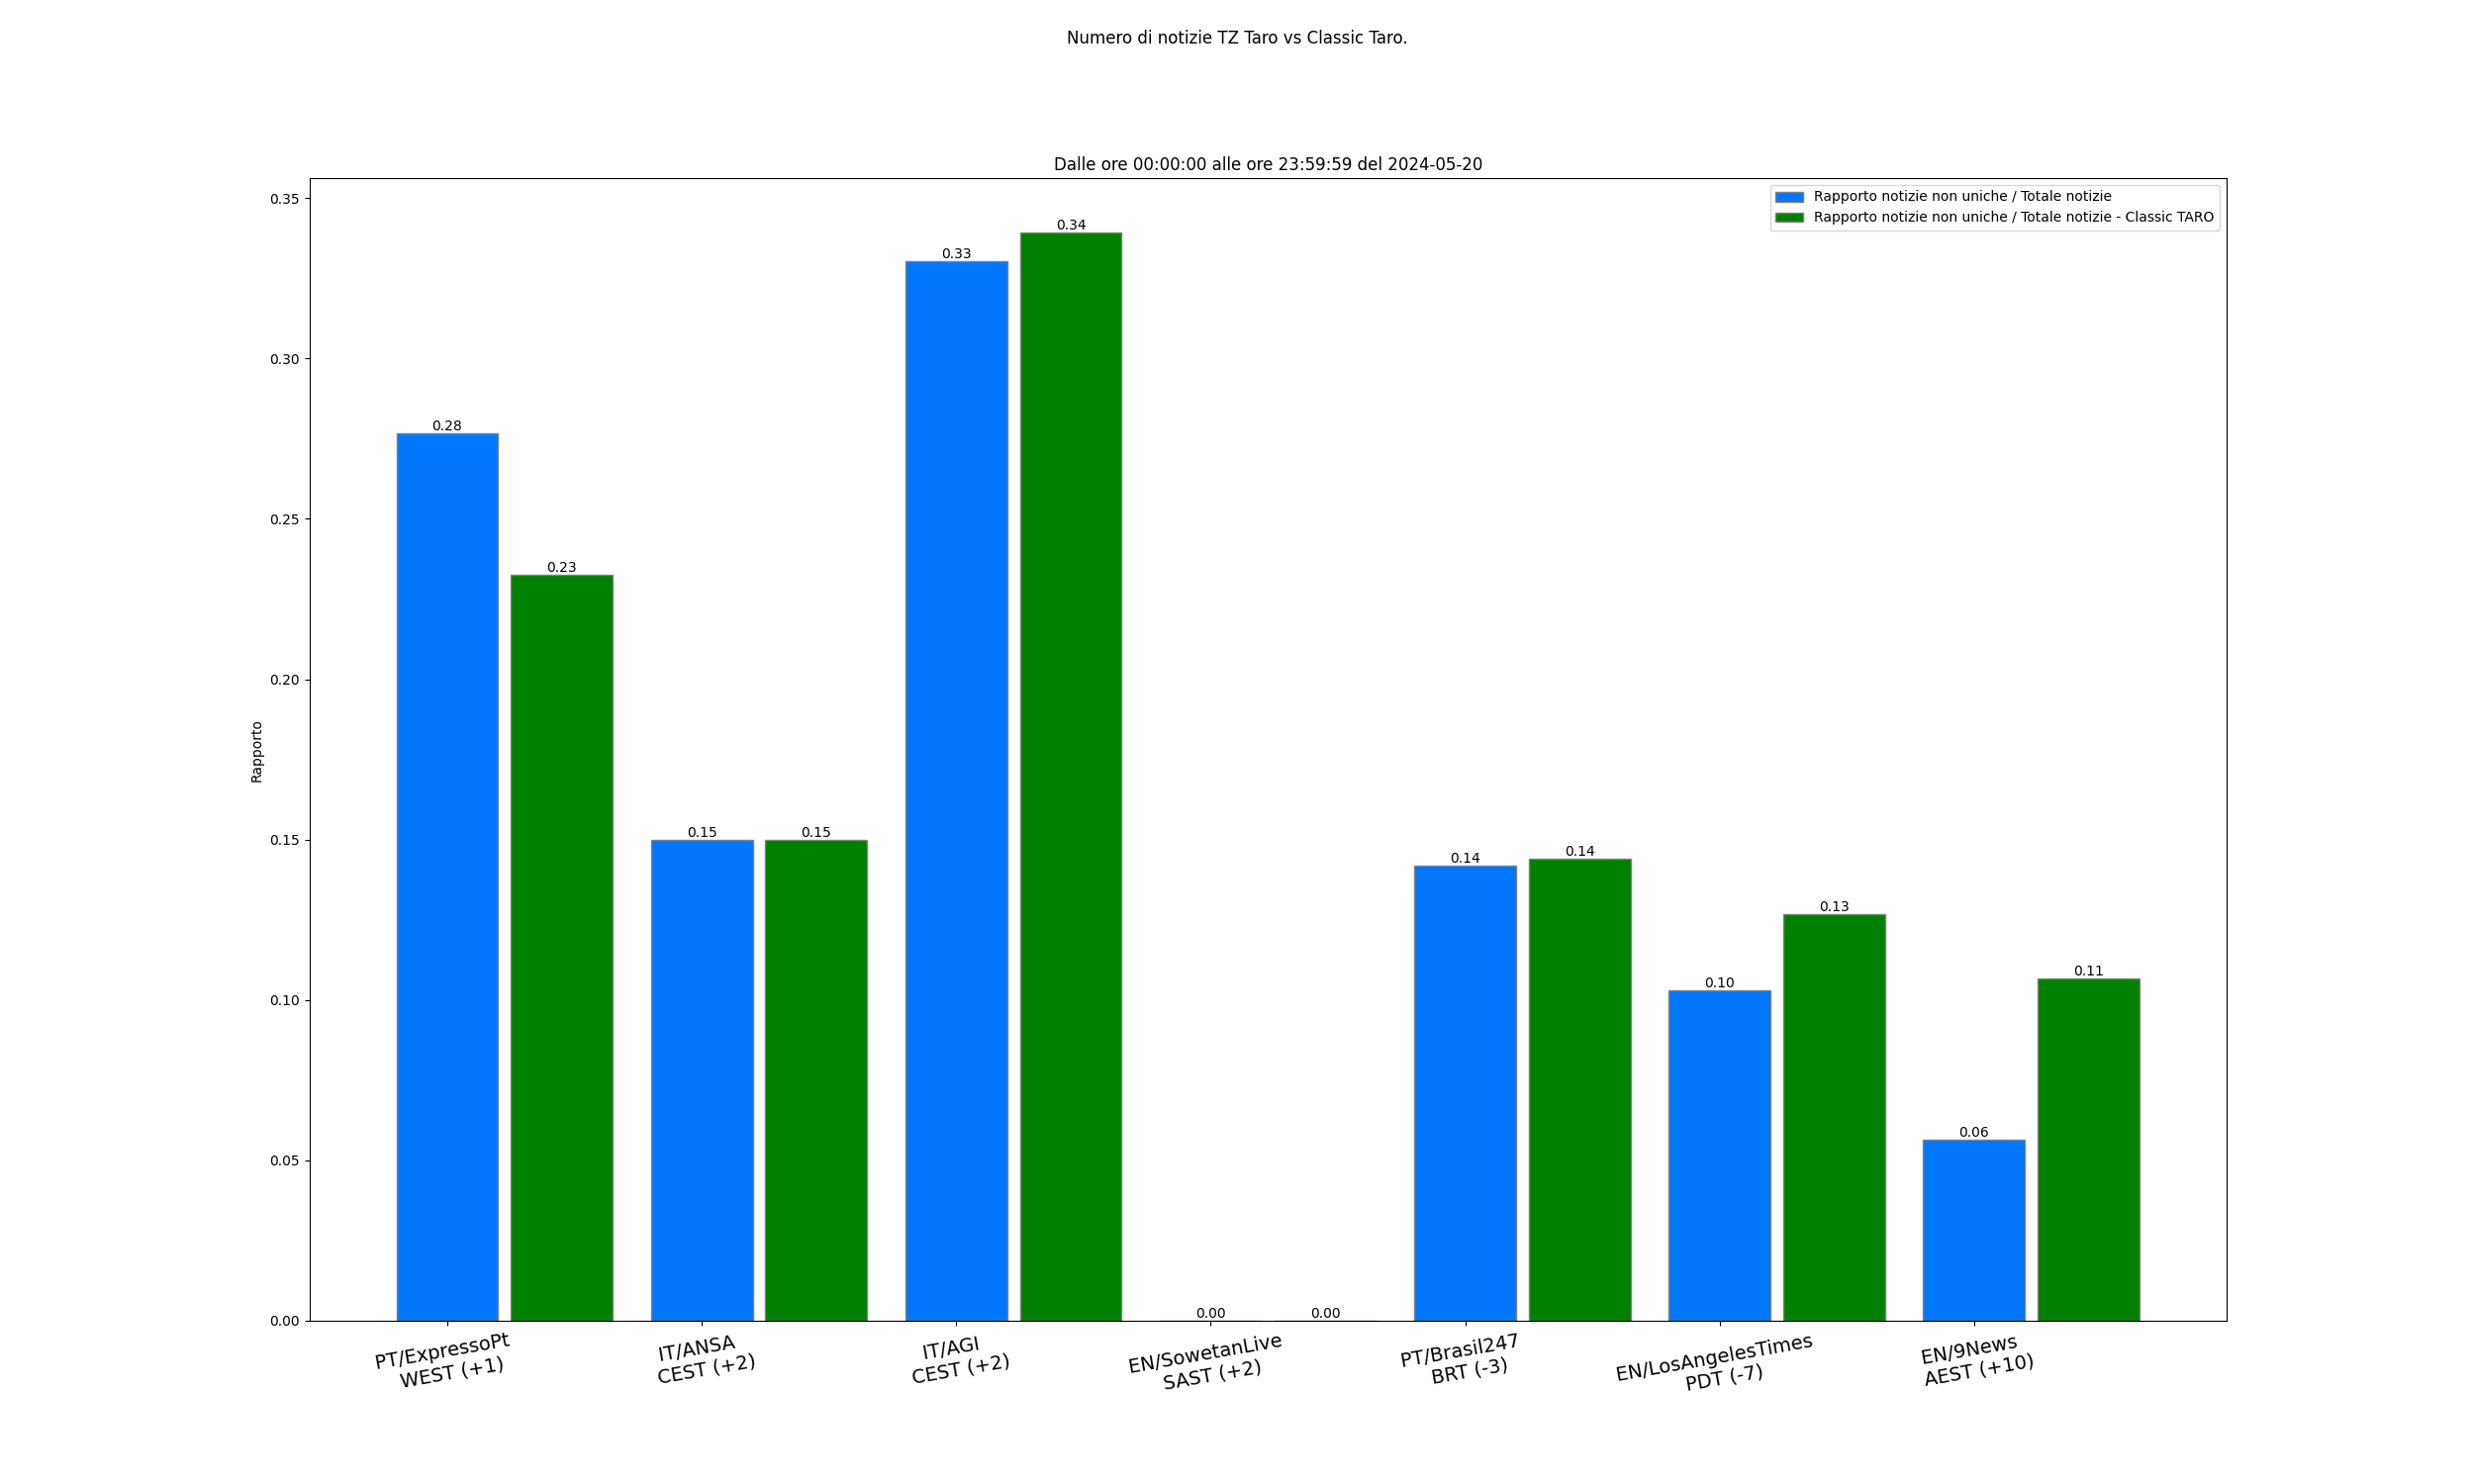 Numero di notizie TZ Taro vs Classic Taro.
Dalle ore 00:00:00 alle ore 23:59:59 del 2024-05-20
Rapporto notizie non uniche / Totale notizie
Rapporto notizie non uniche / Totale notizie - Classic TARO
Rapporto
0.35
0.30
0.25
0.20
0.15
0.10
0.05
0.00
0.28
0.23
0.15
0.15
0.33
0.34
0.00
0.00
0.14
0.14
0.10
0.13
0.06
0.11
PT/ExpressoPt
WEST (+1)
IT/ANSA
CEST (+2)
IT/AGI
CEST (+2)
EN/SowetanLive
SAST (+2)
PT/Brasil247
BRT (-3)
EN/LosAngelesTimes
PDT (-7)
EN/9News
AEST (+10)